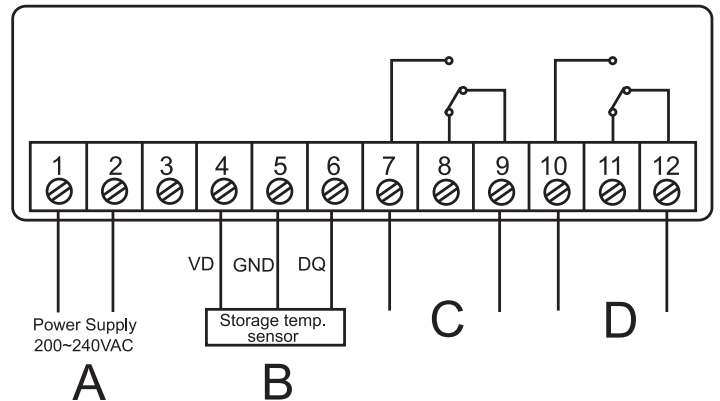 1 2 3 4 5 6 7 8 9 10 11 12
VD GND DQ
Power Supply
200~240VAC
Storage temp.
sensor
A B C D